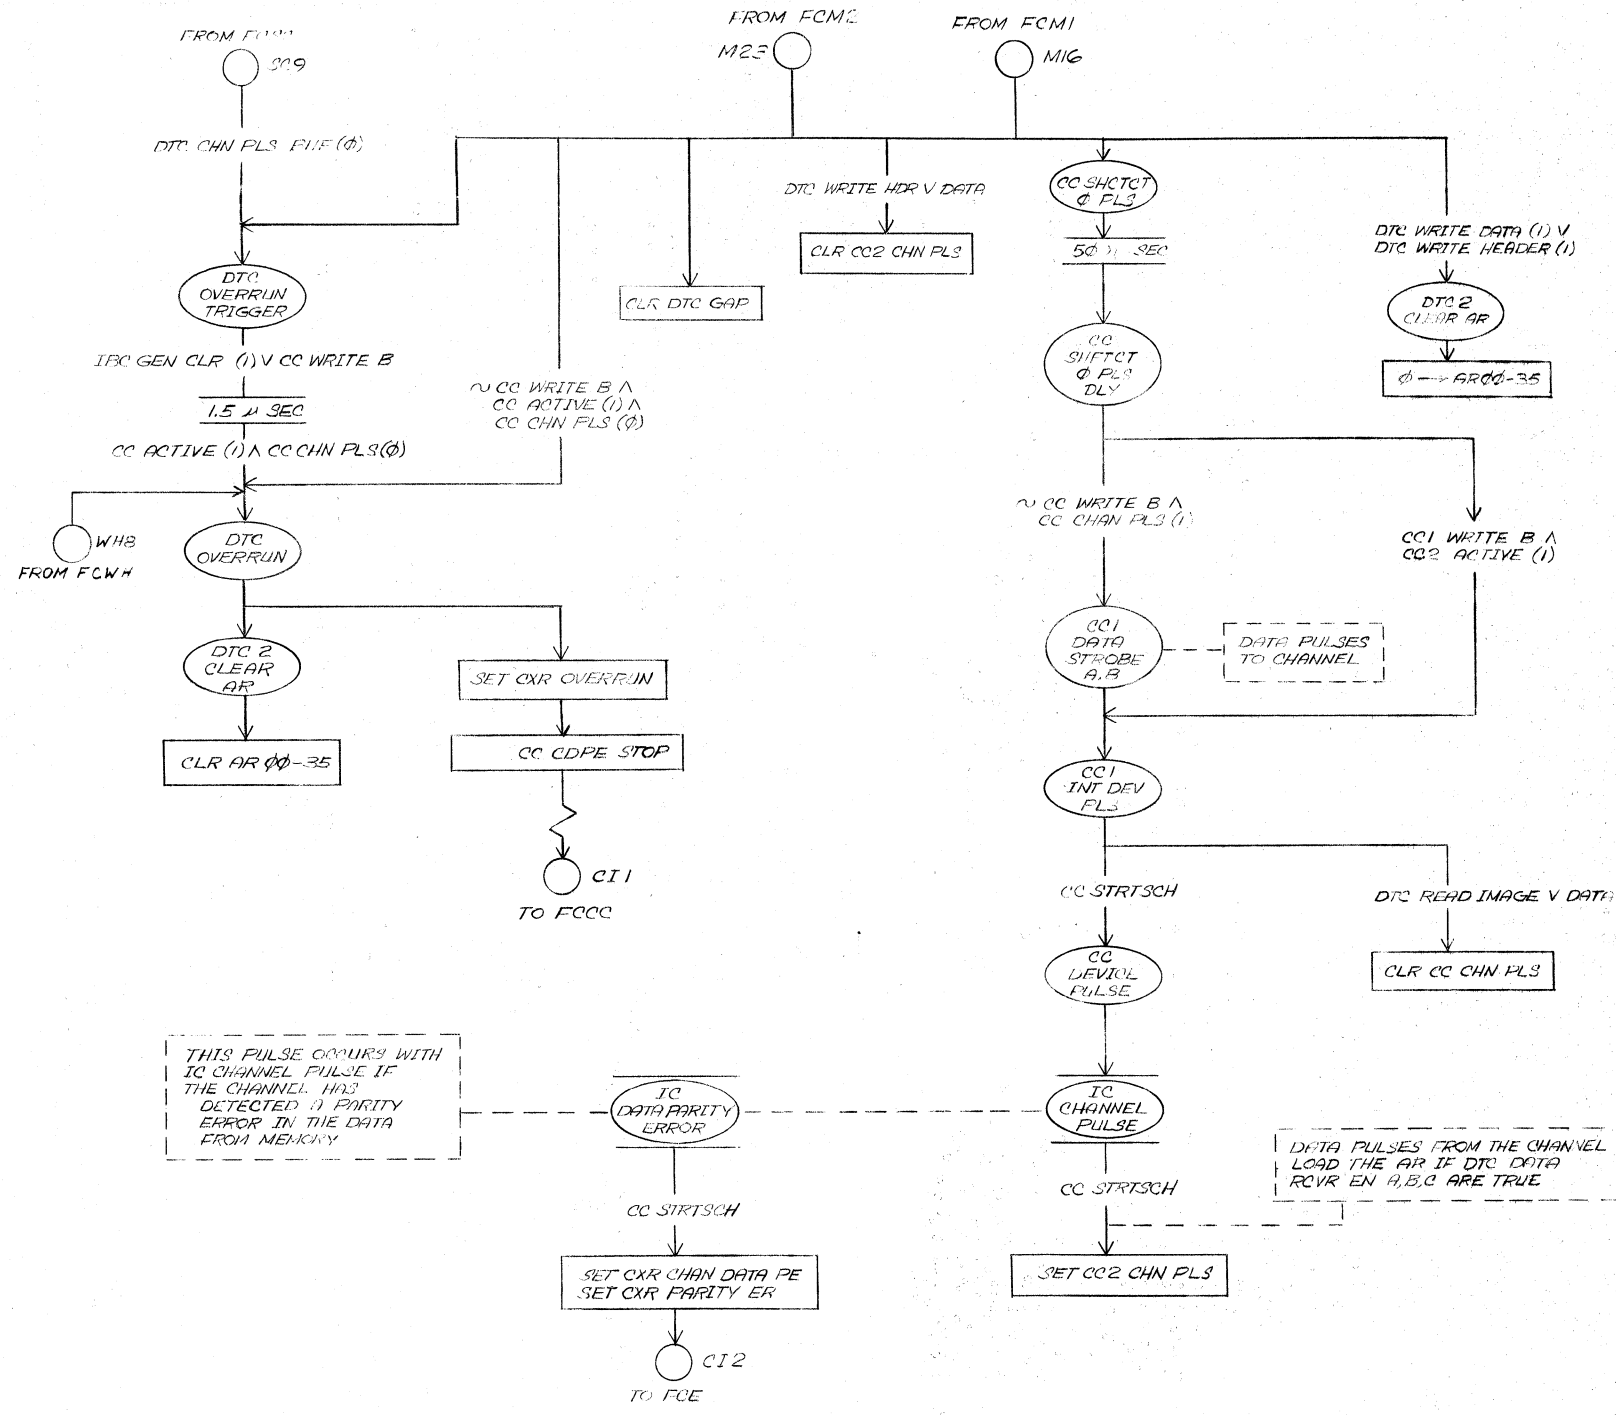 FROM FCM2
FROM FCM1
FROM
M16
SC9
DTC CHN PLS (Ø)
DTC WRITE HDR V DATA
CC SHCTCT
Ø PLS
CLR CC2 CHN PLS
5Ø SEC
DTC WRITE DATA (1) V
DTC WRITE HEADER (1)
DTC
OVERRUN
TRIGGER
CLR DTC GAP
DTC 2
CLEAR AR
Ø → ARØØ-35
CC
SHFTCT
Ø PLS
DLY
IBC GEN CLR (1) V CC WRITE B
1.5 µ SEC
~ CC WRITE B Λ
CC ACTIVE (1) Λ
CC CHN PLS (Ø)
CC ACTIVE (1) Λ CC CHN PLS (Ø)
~ CC WRITE B Λ
CC CHAN PLS (1)
CC1 WRITE B Λ
CC2 ACTIVE (1)
WH8
FROM FCWH
DTC
OVERRUN
DTC 2
CLEAR
AR
SET CXR OVERRUN
CC1
DATA
STROBE
A,B
DATA PULSES
TO CHANNEL
CLR AR ØØ-35
CC CDPE STOP
CC1
INT DEV
PLS
CI1
TO FCCC
CC STRTSCH
DTC READ IMAGE V DATA
CC
DEVICE
PULSE
CLR CC CHN PLS
THIS PULSE OCCURS WITH
IC CHANNEL PULSE IF
THE CHANNEL HAS
DETECTED A PARITY
ERROR IN THE DATA
FROM MEMORY
IC
DATA PARITY
ERROR
IC
CHANNEL
PULSE
DATA PULSES FROM THE CHANNEL
LOAD THE AR IF DTC DATA
RCVR EN A,B,C ARE TRUE
CC STRTSCH
CC STRTSCH
SET CXR CHAN DATA PE
SET CXR PARITY ER
SET CC2 CHN PLS
CI2
TO FCE